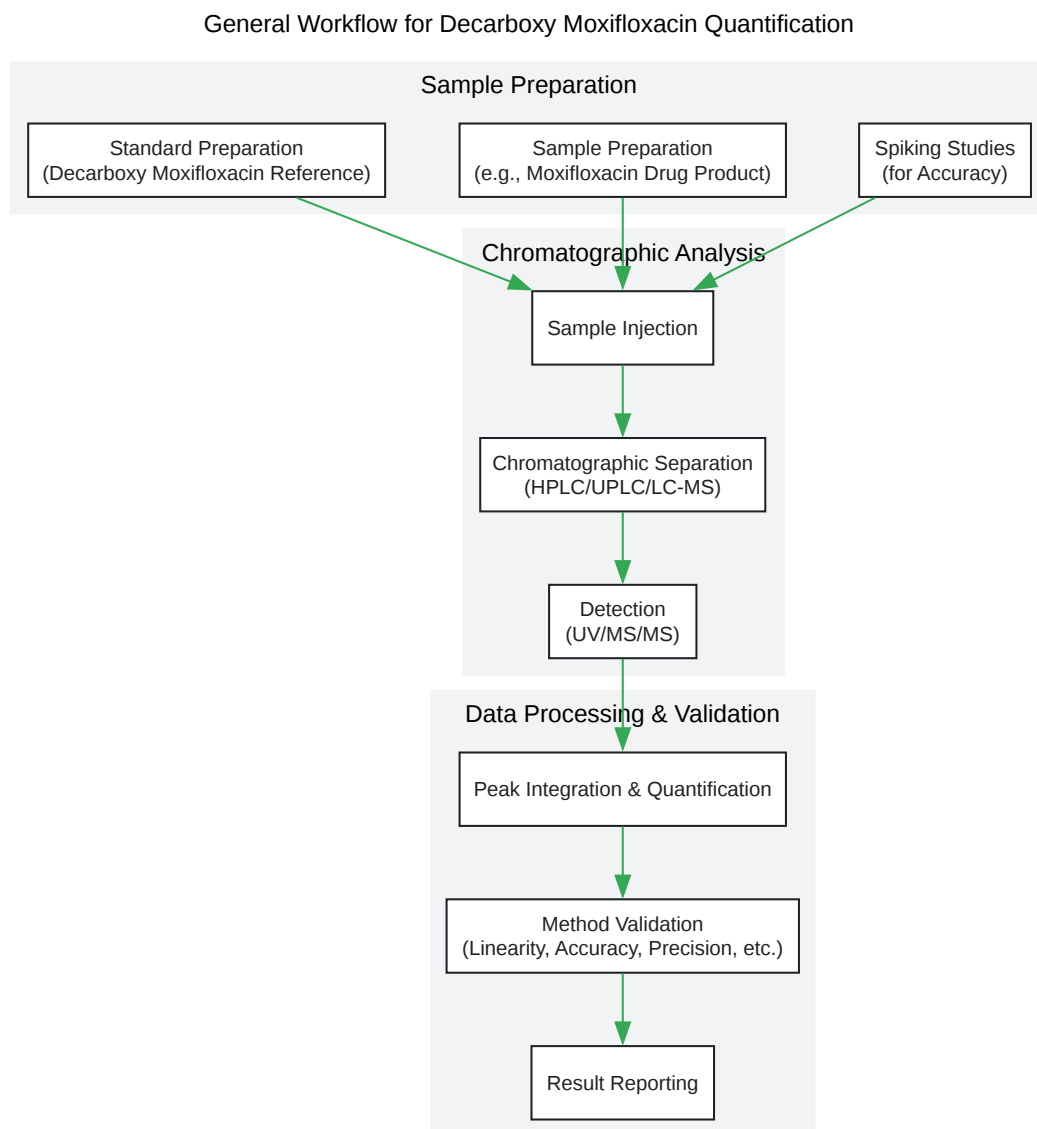 General Workflow for Decarboxy Moxifloxacin Quantification
Sample Preparation
Standard Preparation
(Decarboxy Moxifloxacin Reference)
Sample Preparation
(e.g., Moxifloxacin Drug Product)
Spiking Studies
(for Accuracy)
Chromatographic Analysis
Sample Injection
Chromatographic Separation
(HPLC/UPLC/LC-MS)
Detection
(UV/MS/MS)
Data Processing & Validation
Peak Integration & Quantification
Method Validation
(Linearity, Accuracy, Precision, etc.)
Result Reporting